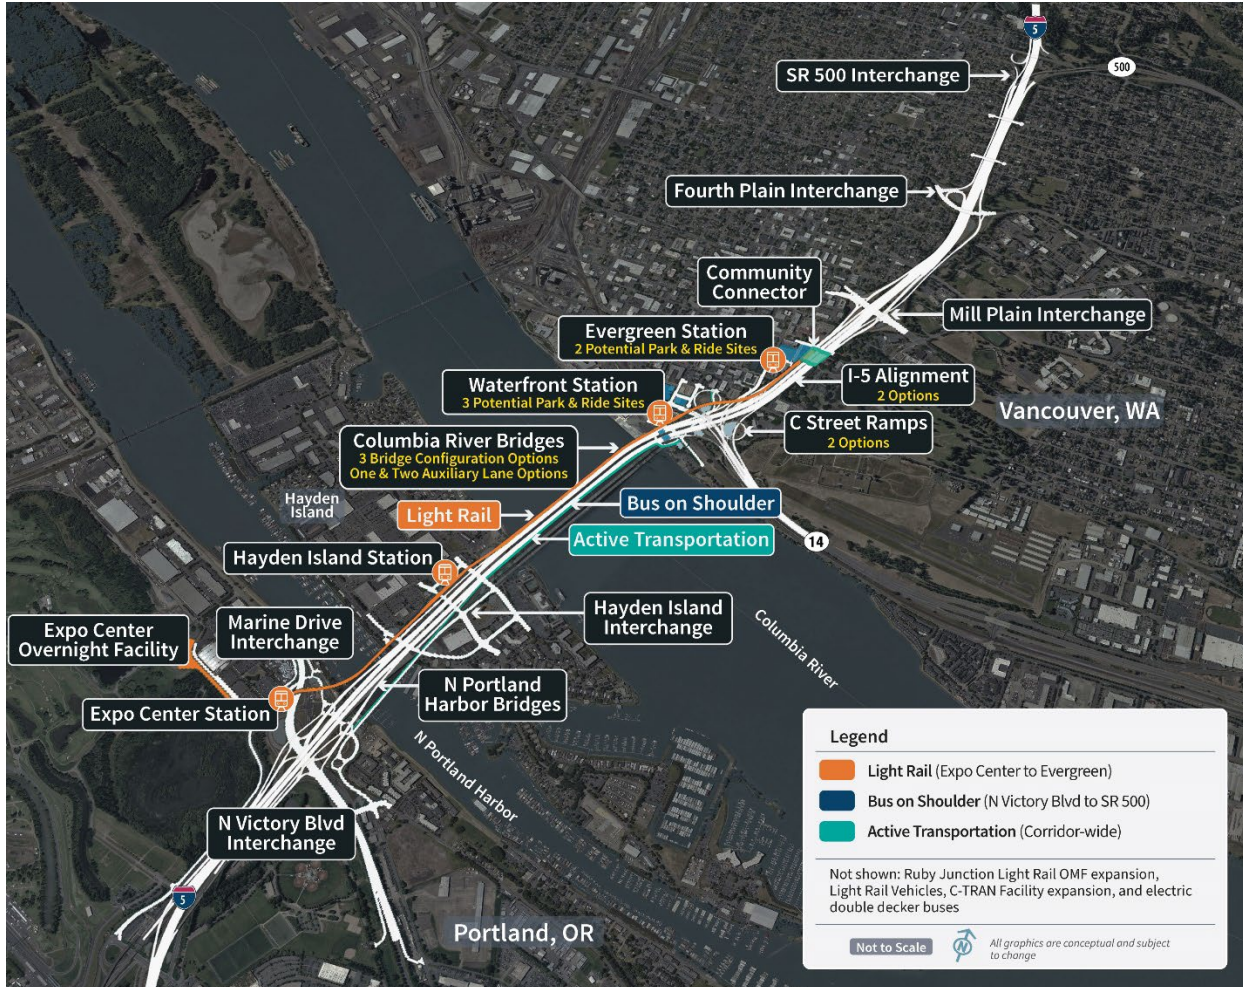 5
SR 500 Interchange
500
Fourth Plain Interchange
Community
Connector
Mill Plain Interchange
Evergreen Station
2 Potential Park & Ride Sites
I-5 Alignment
2 Options
Vancouver, WA
Waterfront Station
3 Potential Park & Ride Sites
C Street Ramps
2 Options
Columbia River Bridges
3 Bridge Configuration Options
One & Two Auxiliary Lane Options
Hayden
Island
Light Rail
Bus on Shoulder
Active Transportation
14
Hayden Island Station
Hayden Island
Interchange
Marine Drive
Interchange
Expo Center
Overnight Facility
Columbia River
N Portland
Harbor Bridges
Expo Center Station
N Portland Harbor
N Victory Blvd
Interchange
5
Portland, OR
Legend
Light Rail (Expo Center to Evergreen)
Bus on Shoulder (N Victory Blvd to SR 500)
Active Transportation (Corridor-wide)
Not shown: Ruby Junction Light Rail OMF expansion,
Light Rail Vehicles, C-TRAN Facility expansion, and electric
double decker buses
Not to Scale
N
All graphics are conceptual and subject
to change